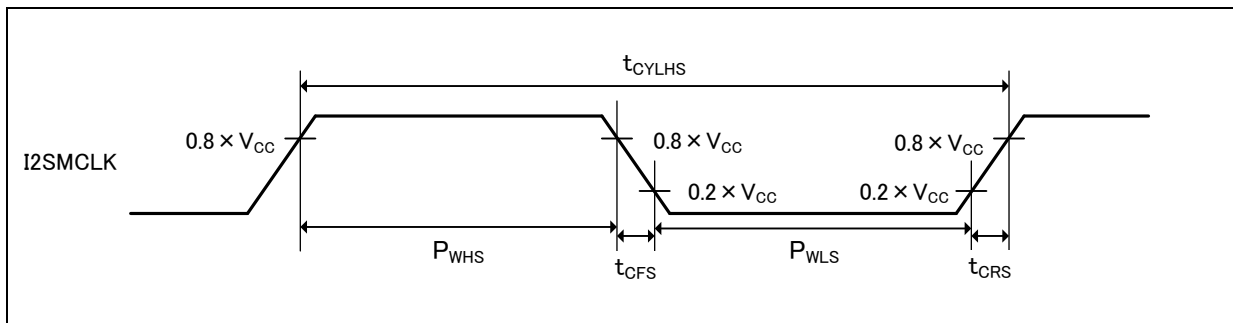 tCYLHS
0.8 × VCC
0.8 × VCC
0.8 × VCC
I2SMCLK
0.2 × VCC
0.2 × VCC
PWHS
tCFS
PWLS
tCRS